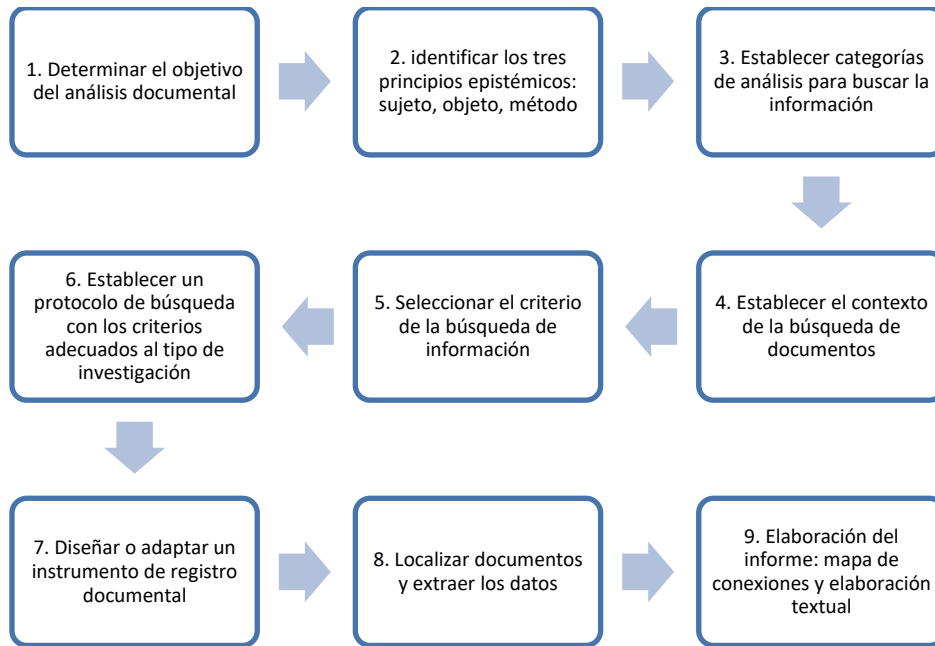 1. Determinar el objetivo
del análisis documental
2. identificar los tres
principios epistémicos:
sujeto, objeto, método
3. Establecer categorías
de análisis para buscar la
información
4. Establecer el contexto
de la búsqueda de
documentos
5. Seleccionar el criterio
de la búsqueda de
información
6. Establecer un
protocolo de búsqueda
con los criterios
adecuados al tipo de
investigación
7. Diseñar o adaptar un
instrumento de registro
documental
8. Localizar documentos
y extraer los datos
9. Elaboración del
informe: mapa de
conexiones y elaboración
textual